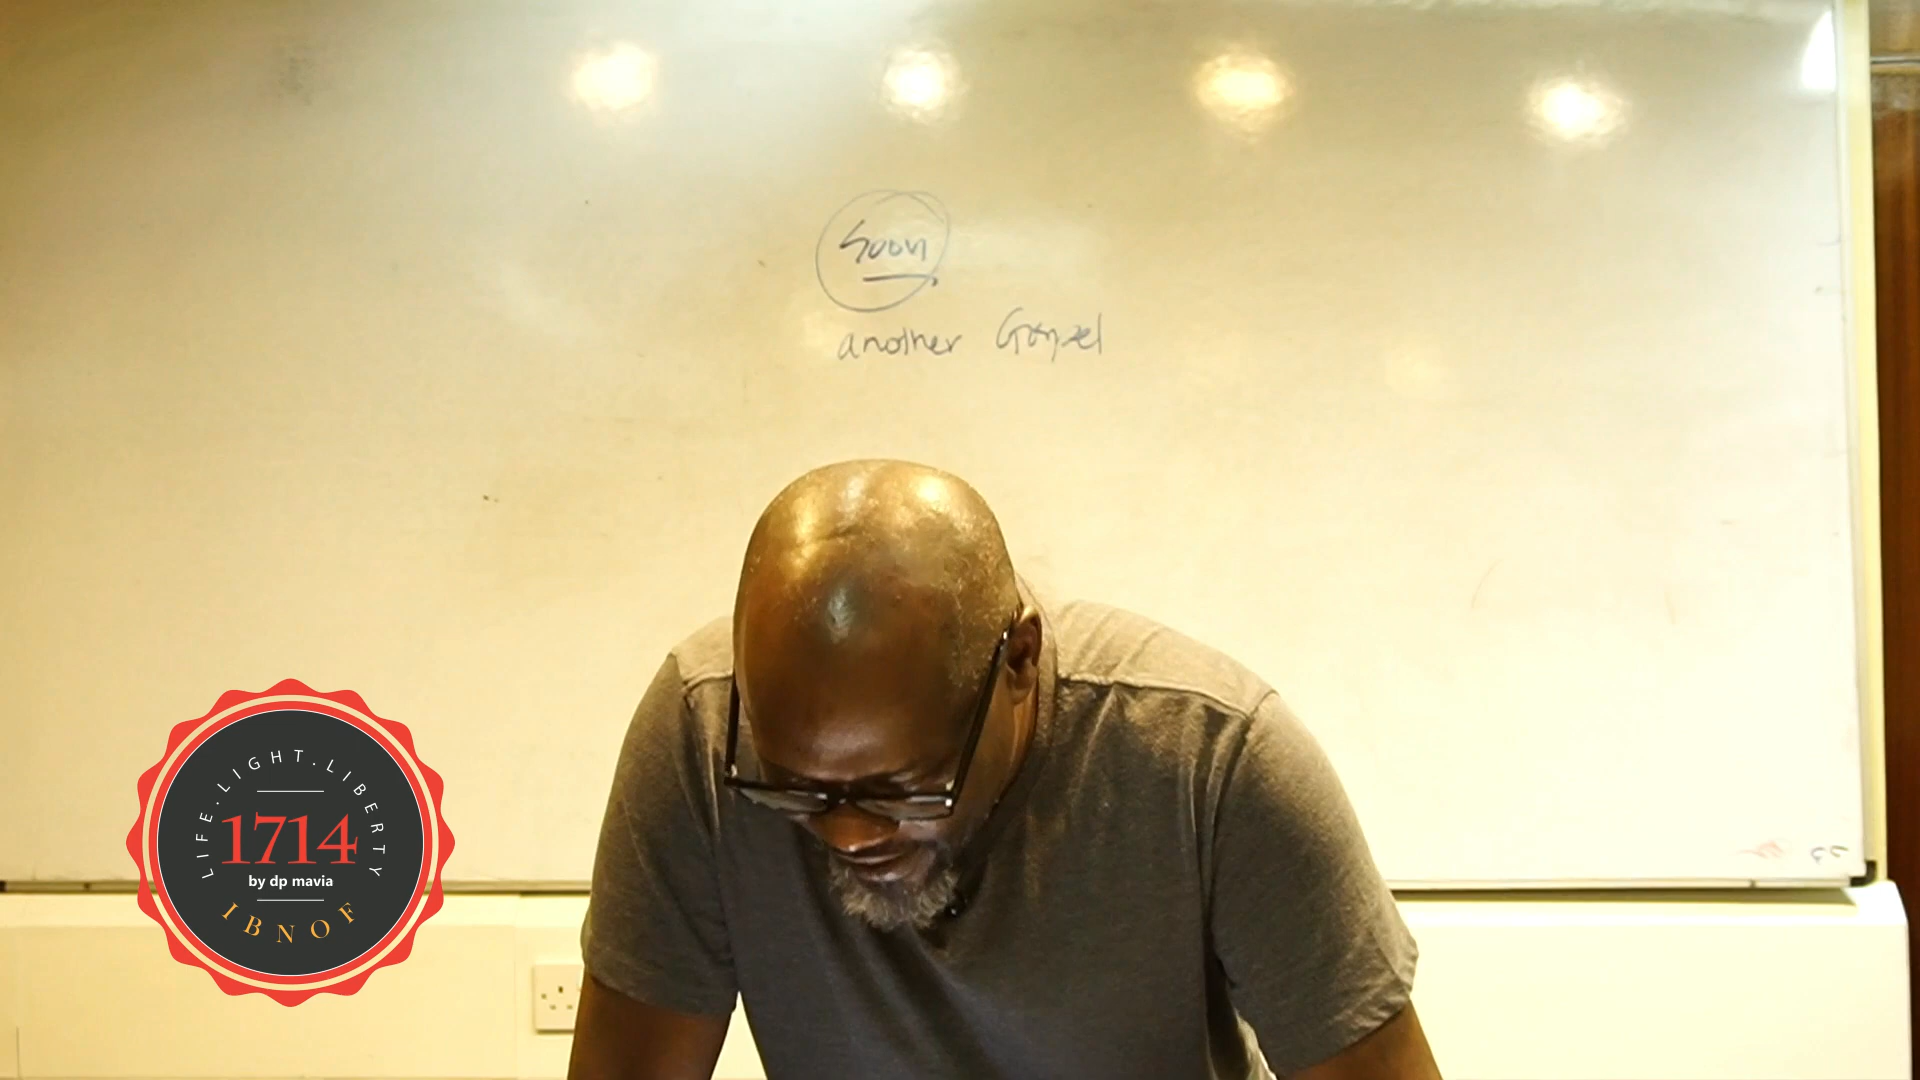 Soon
another Gospel
LIFE.LIGHT.LIBERTY
1714
by dp mavia
IBNOF